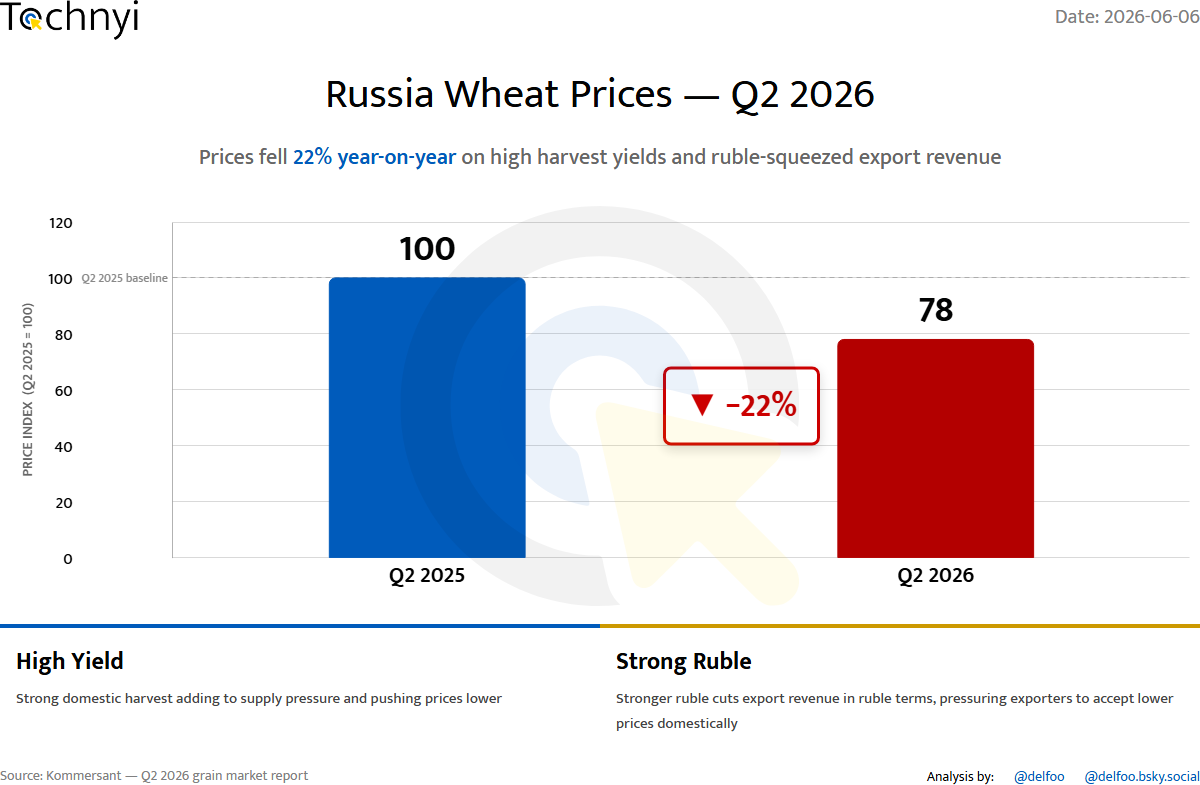 Tochnyi
Date: 2026-06-06
Russia Wheat Prices — Q2 2026
Prices fell 22% year-on-year on high harvest yields and ruble-squeezed export revenue
PRICE INDEX (Q2 2025 = 100)
120
100 Q2 2025 baseline
80
60
40
20
0
100
78
▼ −22%
Q2 2025
Q2 2026
High Yield
Strong domestic harvest adding to supply pressure and pushing prices lower
Strong Ruble
Stronger ruble cuts export revenue in ruble terms, pressuring exporters to accept lower
prices domestically
Source: Kommersant — Q2 2026 grain market report
Analysis by: @delfoo @delfoo.bsky.social